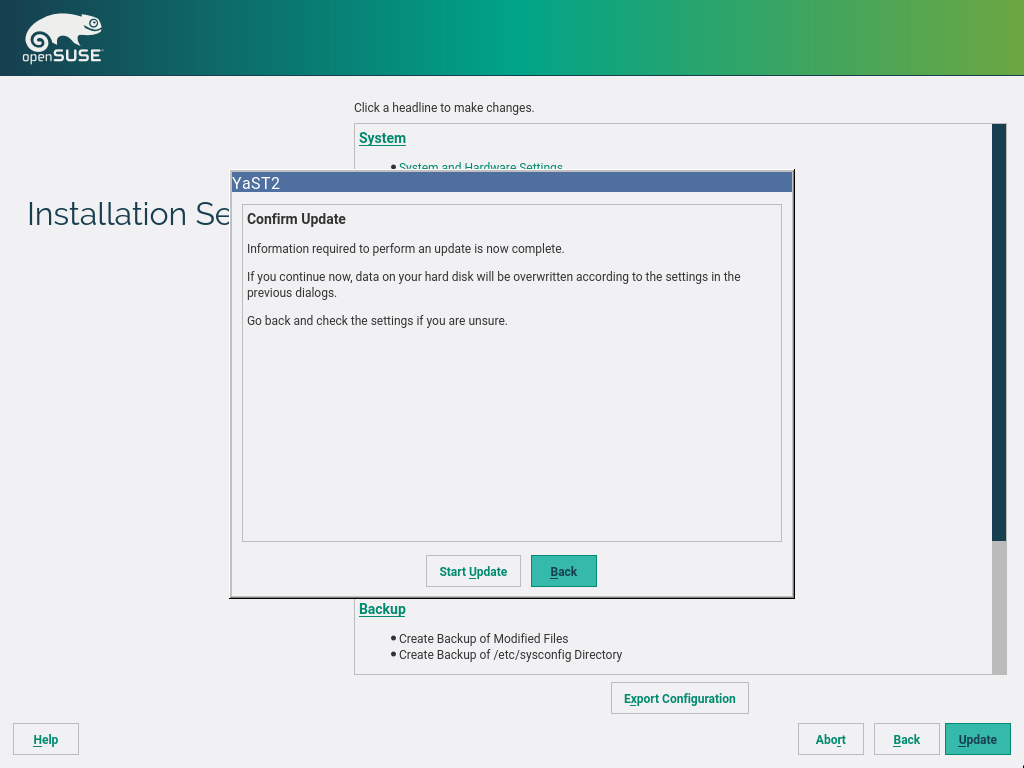 openSUSE
Click a headline to make changes.
System
System and Hardware Settings
YaST2
Installation Se
Confirm Update
Information required to perform an update is now complete.
If you continue now, data on your hard disk will be overwritten according to the settings in the
previous dialogs.
Go back and check the settings if you are unsure.
Start Update
Back
Backup
Create Backup of Modified Files
Create Backup of /etc/sysconfig Directory
Export Configuration
Help
Abort
Back
Update